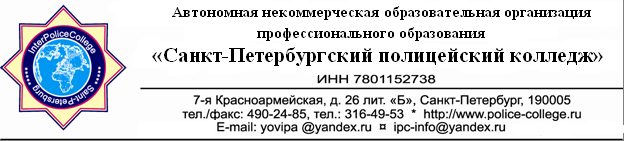 Автономная некоммерческая образовательная организация
профессионального образования
«Санкт-Петербургский полицейский колледж»
ИНН 7801152738
7-я Красноармейская, д. 26 лит. «Б», Санкт-Петербург, 190005
тел./факс: 490-24-85, тел.: 316-49-53 * http://www.police-college.ru
E-mail: yovipa @yandex.ru ¤ ipc-info@yandex.ru
InterPoliceCollege
Saint-Petersburg